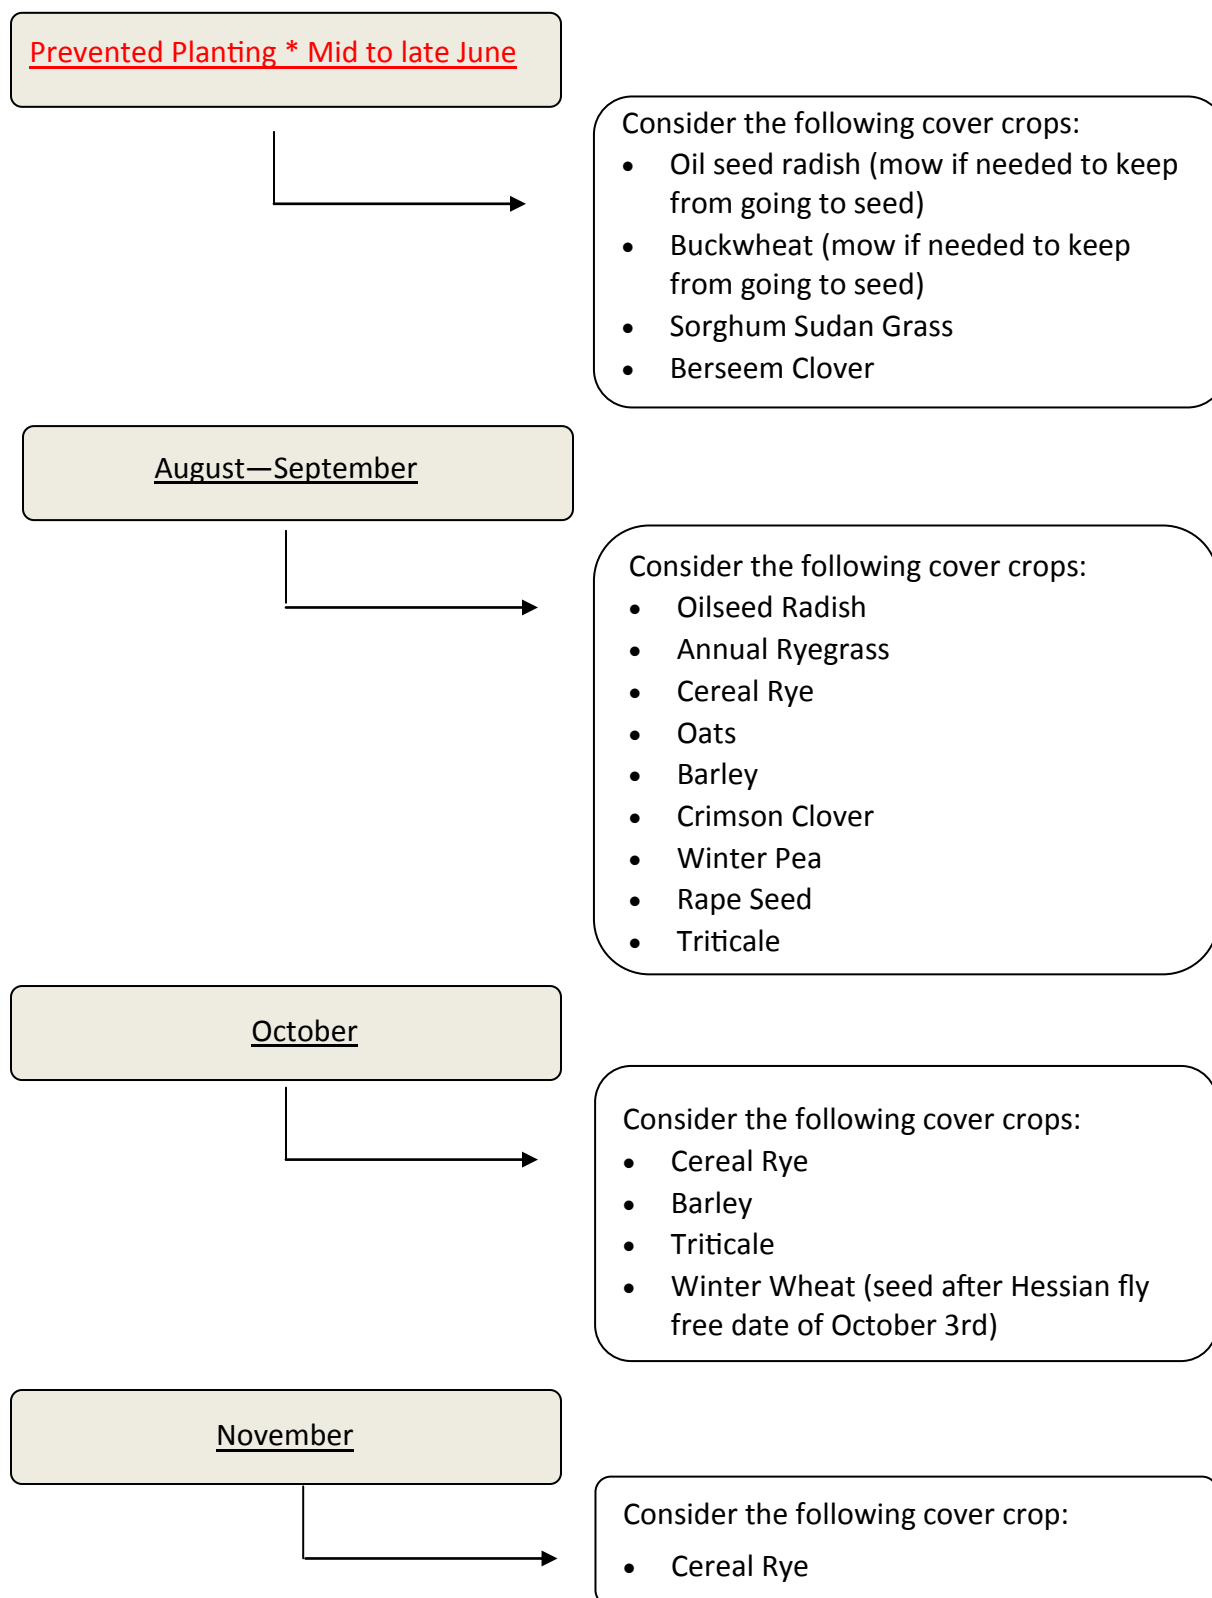 Prevented Planting * Mid to late June
Consider the following cover crops:
• Oil seed radish (mow if needed to keep
from going to seed)
• Buckwheat (mow if needed to keep
from going to seed)
• Sorghum Sudan Grass
• Berseem Clover
August—September
Consider the following cover crops:
• Oilseed Radish
• Annual Ryegrass
• Cereal Rye
• Oats
• Barley
• Crimson Clover
• Winter Pea
• Rape Seed
• Triticale
October
Consider the following cover crops:
• Cereal Rye
• Barley
• Triticale
• Winter Wheat (seed after Hessian fly
free date of October 3rd)
November
Consider the following cover crop:
• Cereal Rye